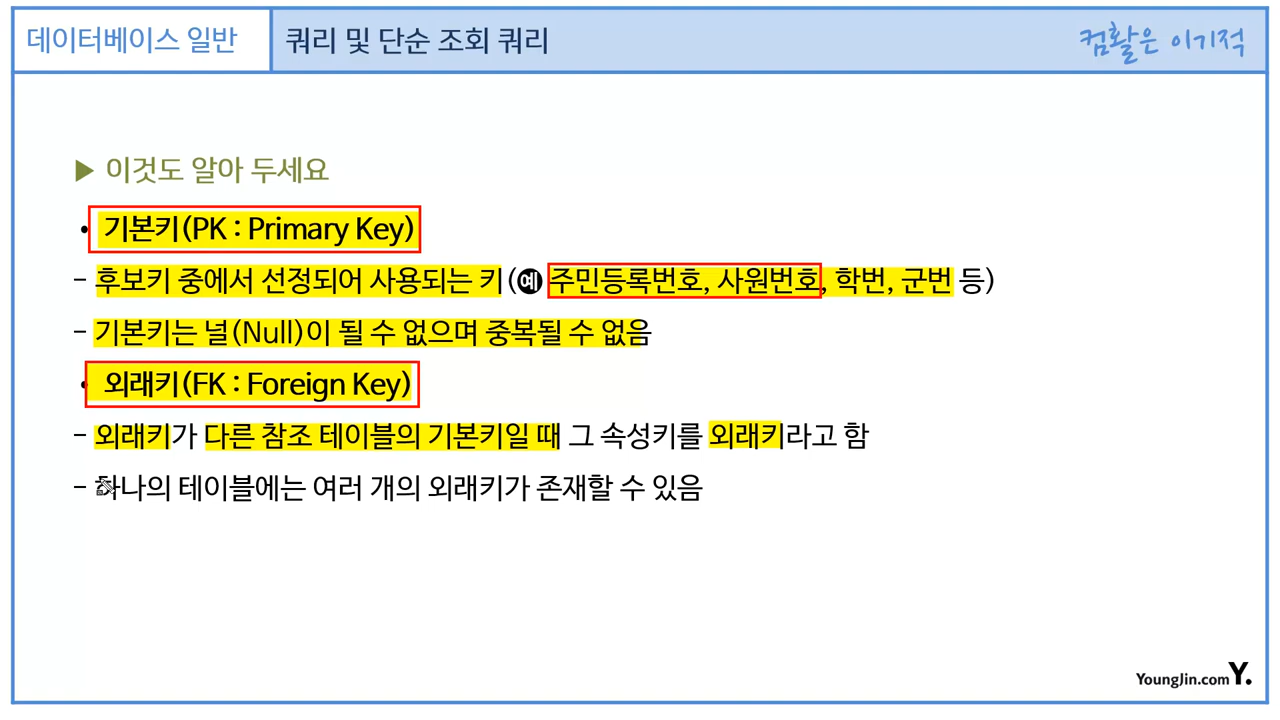 데이터베이스 일반
쿼리 및 단순 조회 쿼리
컴활은 이기적
▶ 이것도 알아 두세요
• 기본키(PK : Primary Key)
– 후보키 중에서 선정되어 사용되는 키(예 주민등록번호, 사원번호, 학번, 군번 등)
– 기본키는 널(Null)이 될 수 없으며 중복될 수 없음
• 외래키(FK : Foreign Key)
– 외래키가 다른 참조 테이블의 기본키일 때 그 속성키를 외래키라고 함
– 하나의 테이블에는 여러 개의 외래키가 존재할 수 있음
YoungJin.com Y.